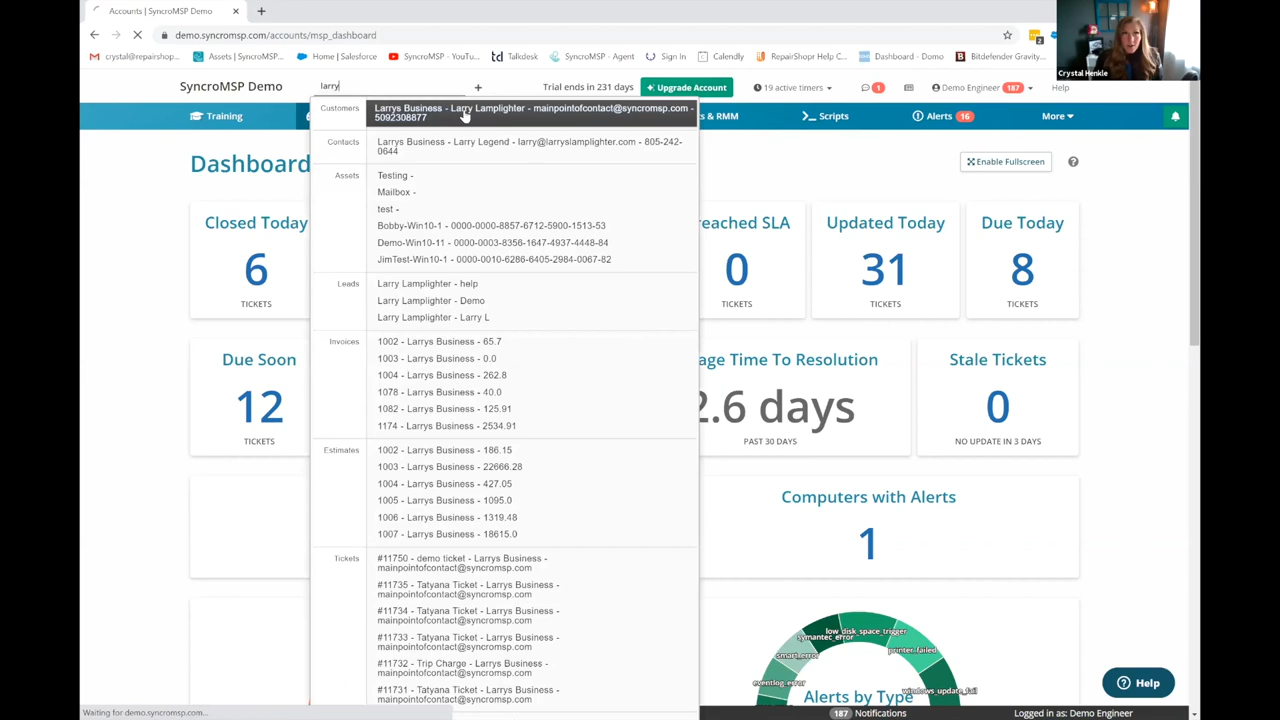 Accounts | SyncroMSP Demo
demo.syncromsp.com/accounts/msp_dashboard
crystal@repairshop...
Assets | SyncroMSP...
Home | Salesforce
SyncroMSP - YouTu...
Talkdesk
SyncroMSP - Agent
Sign In
Calendly
RepairShopr Help C...
Dashboard - Domo
Bitdefender Gravity...
Crystal Henkle
SyncroMSP Demo
larry
Trial ends in 231 days
Upgrade Account
19 active timers
1
Demo Engineer 187
Help
Training
s & RMM
Scripts
Alerts 16
More
Dashboard
Enable Fullscreen
Customers
Larrys Business - Larry Lamplighter - mainpointofcontact@syncromsp.com -
5092308877
Contacts
Larrys Business - Larry Legend - larry@larryslamplighter.com - 805-242-
0644
Assets
Testing -
Mailbox -
test -
Bobby-Win10-1 - 0000-0000-8857-6712-5900-1513-53
Demo-Win10-11 - 0000-0003-8356-1647-4937-4448-84
JimTest-Win10-1 - 0000-0010-6286-6405-2984-0067-82
Leads
Larry Lamplighter - help
Larry Lamplighter - Demo
Larry Lamplighter - Larry L
Invoices
1002 - Larrys Business - 65.7
1003 - Larrys Business - 0.0
1004 - Larrys Business - 262.8
1078 - Larrys Business - 40.0
1082 - Larrys Business - 125.91
1174 - Larrys Business - 2534.91
Estimates
1002 - Larrys Business - 186.15
1003 - Larrys Business - 22666.28
1004 - Larrys Business - 427.05
1005 - Larrys Business - 1095.0
1006 - Larrys Business - 1319.48
1007 - Larrys Business - 18615.0
Tickets
#11750 - demo ticket - Larrys Business -
mainpointofcontact@syncromsp.com
#11735 - Tatyana Ticket - Larrys Business -
mainpointofcontact@syncromsp.com
#11734 - Tatyana Ticket - Larrys Business -
mainpointofcontact@syncromsp.com
#11733 - Tatyana Ticket - Larrys Business -
mainpointofcontact@syncromsp.com
#11732 - Trip Charge - Larrys Business -
mainpointofcontact@syncromsp.com
#11731 - Tatyana Ticket - Larrys Business -
mainpointofcontact@syncromsp.com
Closed Today
6
TICKETS
reached SLA
0
TICKETS
Updated Today
31
TICKETS
Due Today
8
TICKETS
Due Soon
12
TICKETS
age Time To Resolution
2.6 days
PAST 30 DAYS
Stale Tickets
0
NO UPDATE IN 3 DAYS
Computers with Alerts
1
low_disk_space_trigger
symantec_error
printer_failed
smart_error
eventlog_error
windows_update_fail
Alerts by Type
Help
Waiting for demo.syncromsp.com...
187 Notifications
Logged in as: Demo Engineer